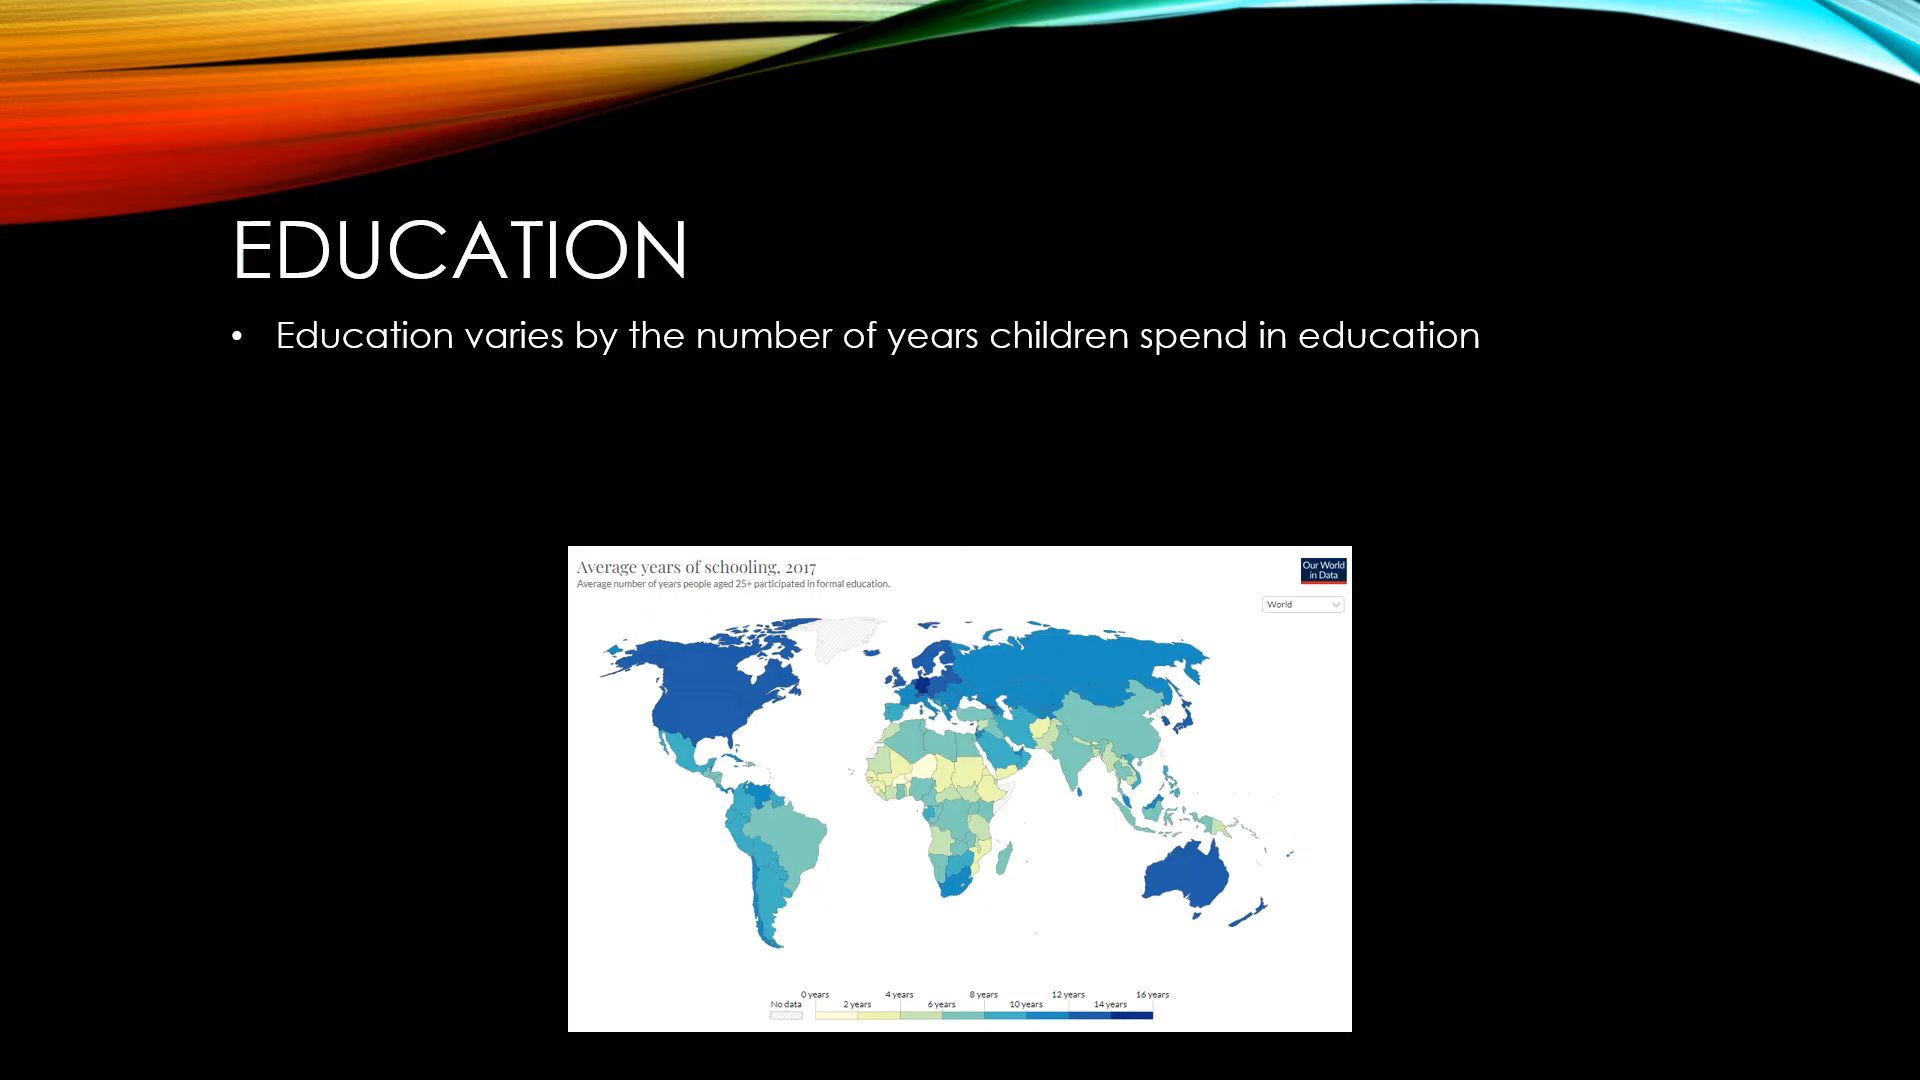 EDUCATION
• Education varies by the number of years children spend in education
Average years of schooling, 2017
Average number of years people aged 25+ participated in formal education.
Our World
in Data
World
No data
0 years
2 years
4 years
6 years
8 years
10 years
12 years
14 years
16 years